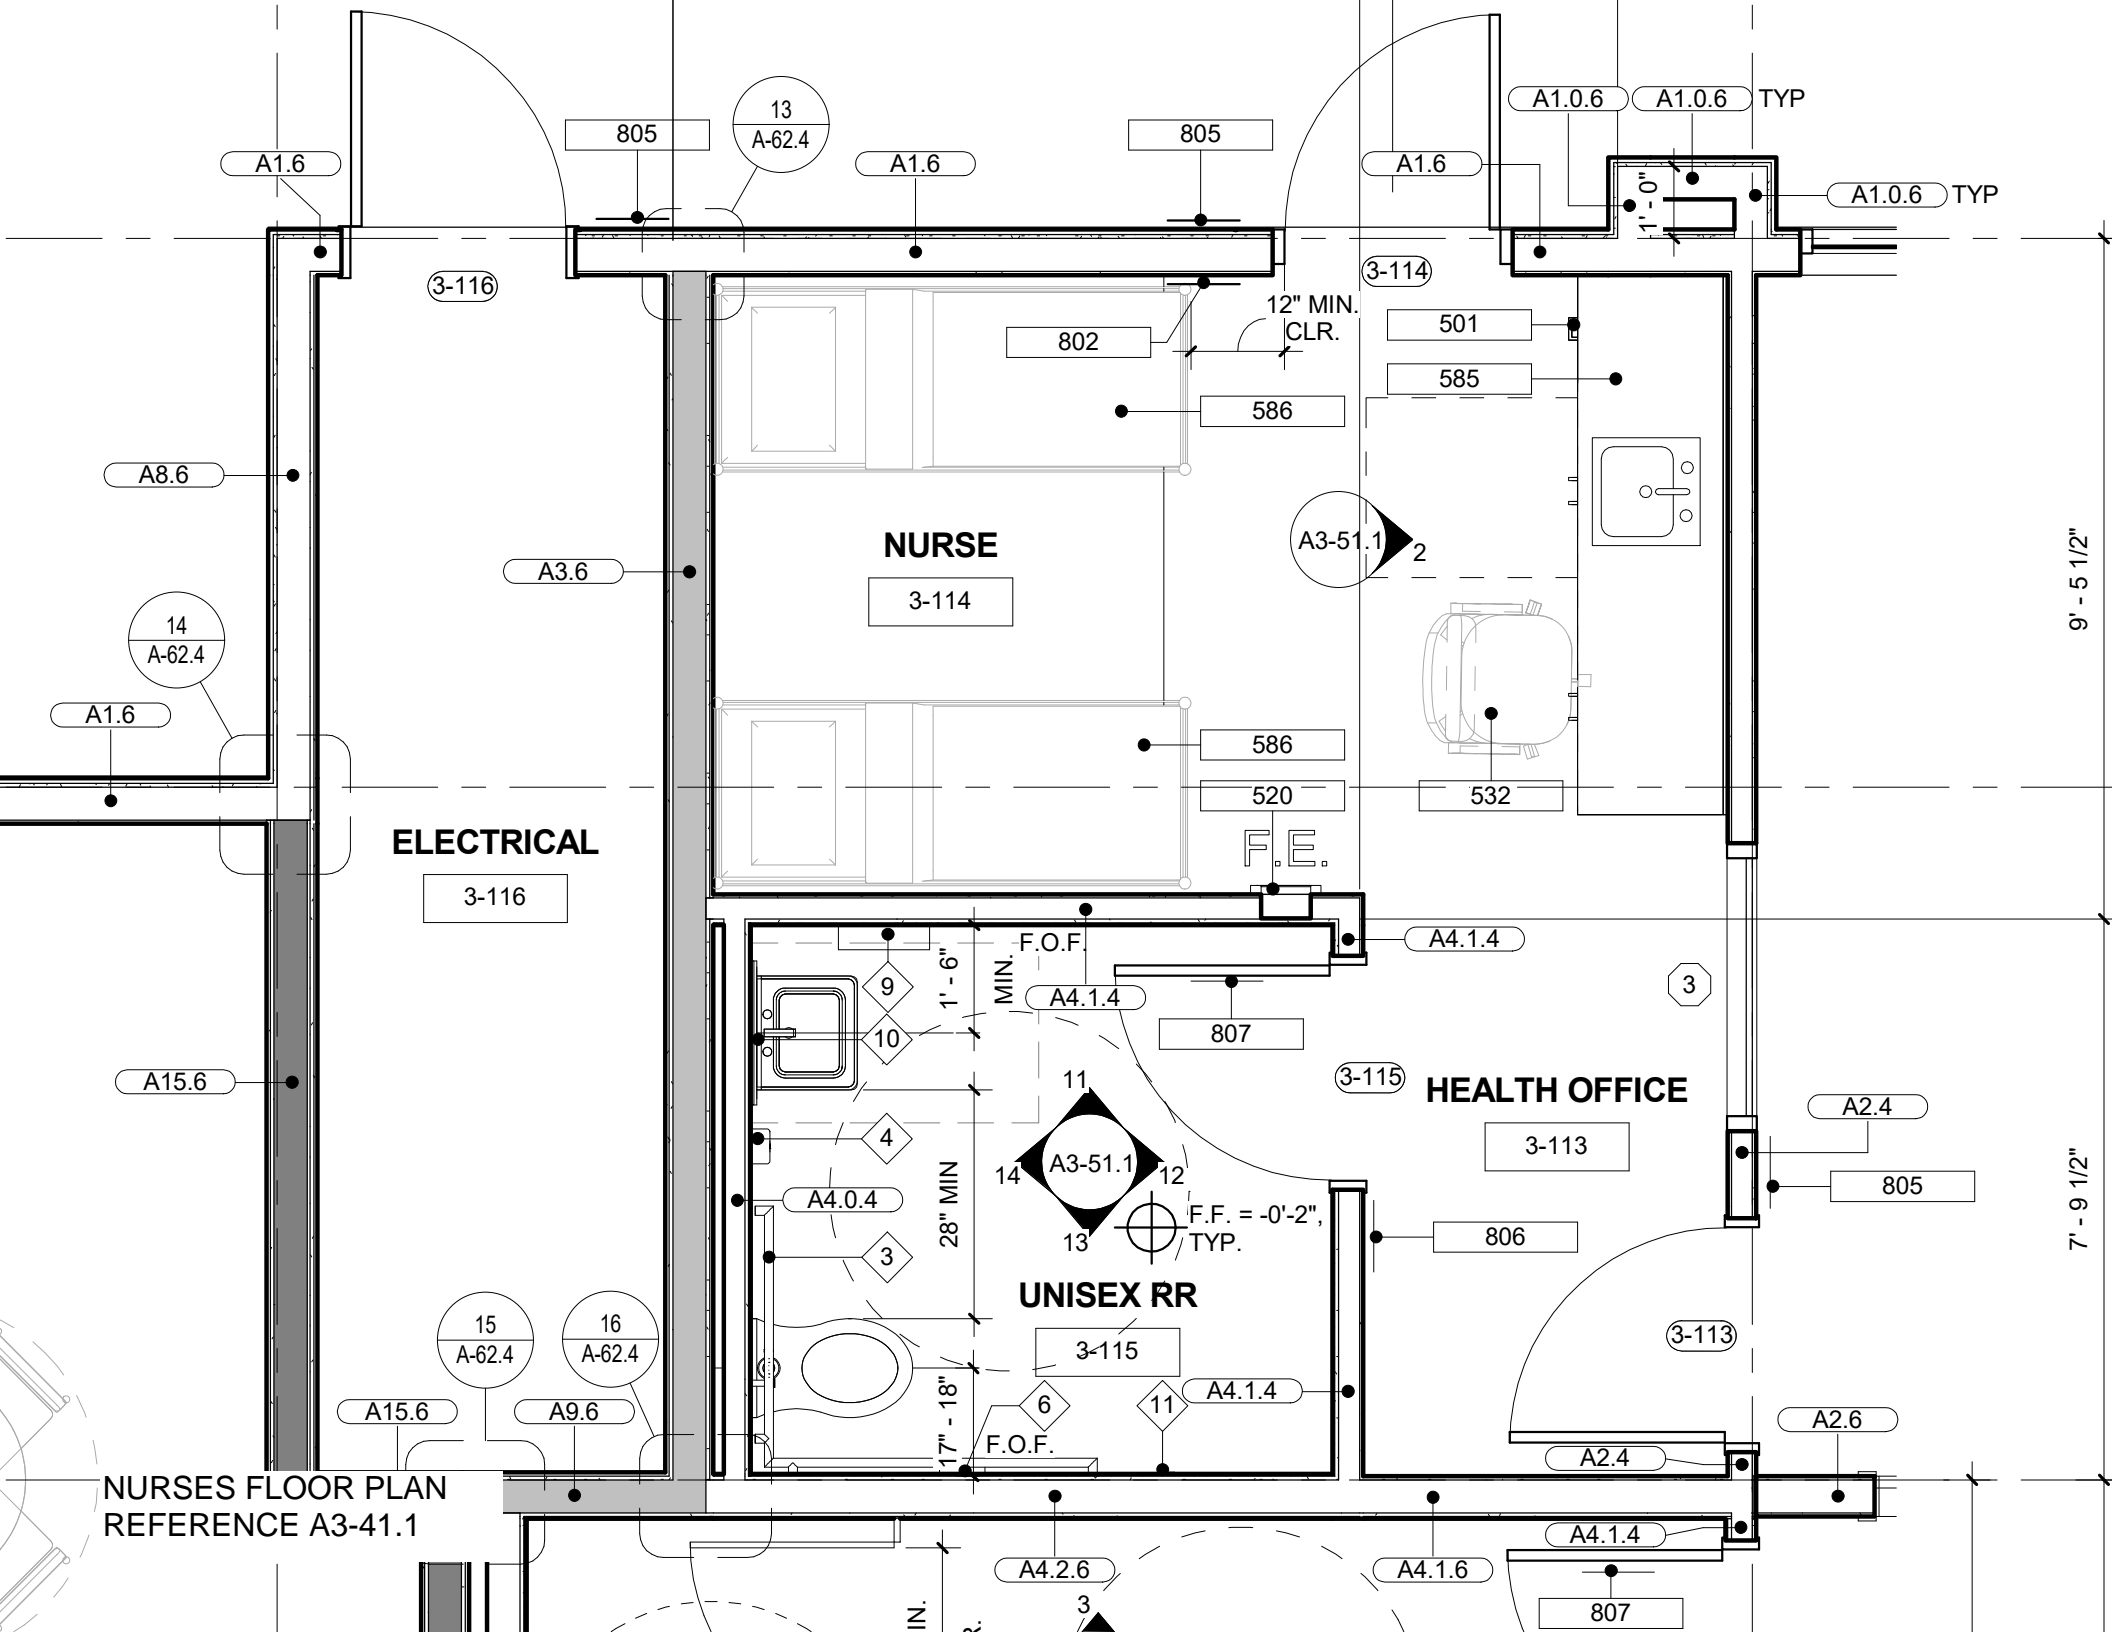 13
A-62.4
805
805
A1.0.6
A1.0.6 TYP
A1.6
A1.6
A1.6
A1.0.6 TYP
1' - 0"
3-116
3-114
12" MIN.
CLR.
802
501
585
586
A8.6
NURSE
3-114
A3-51.1
2
A3.6
9' - 5 1/2"
14
A-62.4
A1.6
586
520
532
F.E.
ELECTRICAL
3-116
F.O.F.
1' - 6"
MIN.
A4.1.4
9
A4.1.4
3
10
807
A15.6
3-115
HEALTH OFFICE
3-113
11
14
A3-51.1
12
13
4
A2.4
805
28" MIN
A4.0.4
F.F. = -0'-2",
TYP.
806
7' - 9 1/2"
3
UNISEX RR
3-115
3-113
15
A-62.4
16
A-62.4
A4.1.4
17" - 18"
6
11
A15.6
A9.6
F.O.F.
A2.6
A2.4
NURSES FLOOR PLAN
REFERENCE A3-41.1
A4.1.4
A4.2.6
A4.1.6
3
807
IN.